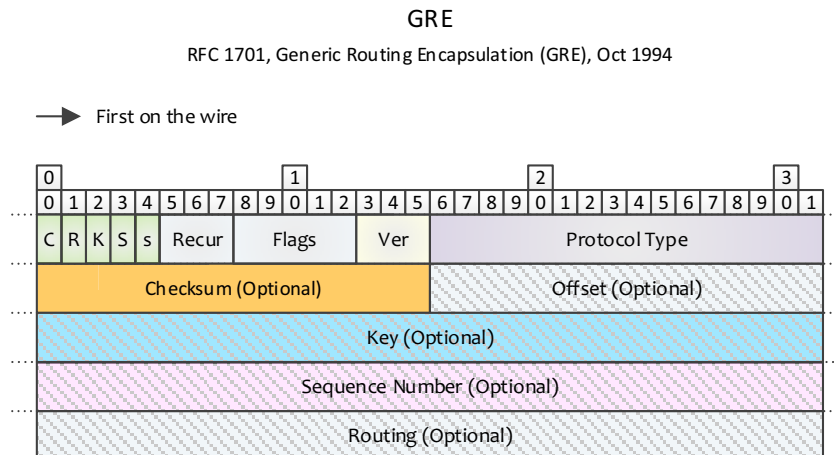 GRE
RFC 1701, Generic Routing Encapsulation (GRE), Oct 1994
First on the wire
0 1 2 3
0 1 2 3 4 5 6 7 8 9 0 1 2 3 4 5 6 7 8 9 0 1 2 3 4 5 6 7 8 9 0 1
C R K S s Recur Flags Ver Protocol Type
Checksum (Optional) Offset (Optional)
Key (Optional)
Sequence Number (Optional)
Routing (Optional)